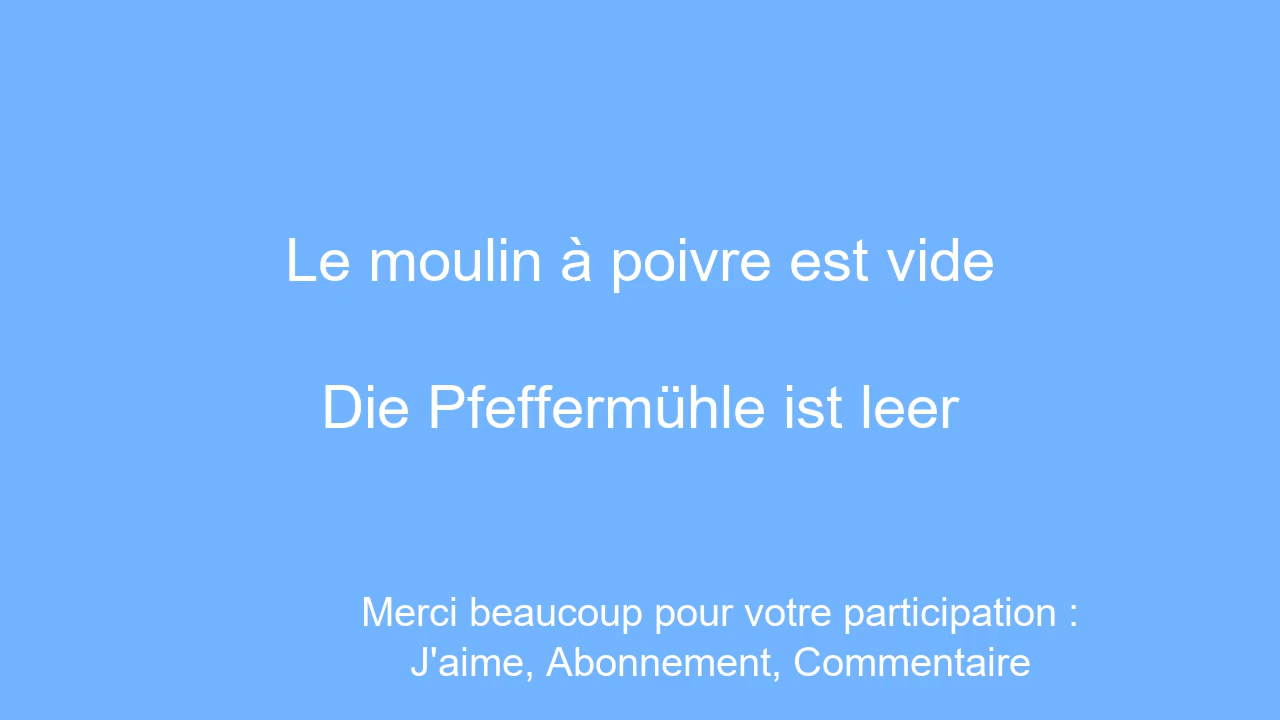 Le moulin à poivre est vide
Die Pfeffermühle ist leer
Merci beaucoup pour votre participation :
J'aime, Abonnement, Commentaire